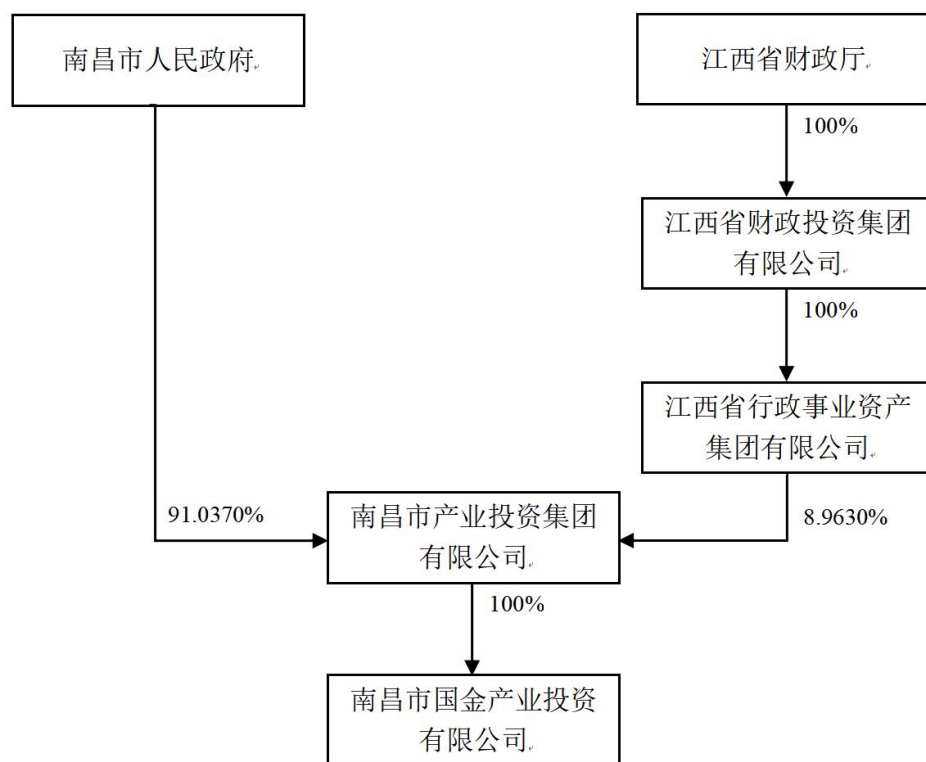 南昌市人民政府
江西省财政厅
100%
江西省财政投资集团
有限公司
100%
江西省行政事业资产
集团有限公司
91.0370%
南昌市产业投资集团
有限公司
8.9630%
100%
南昌市国金产业投资
有限公司